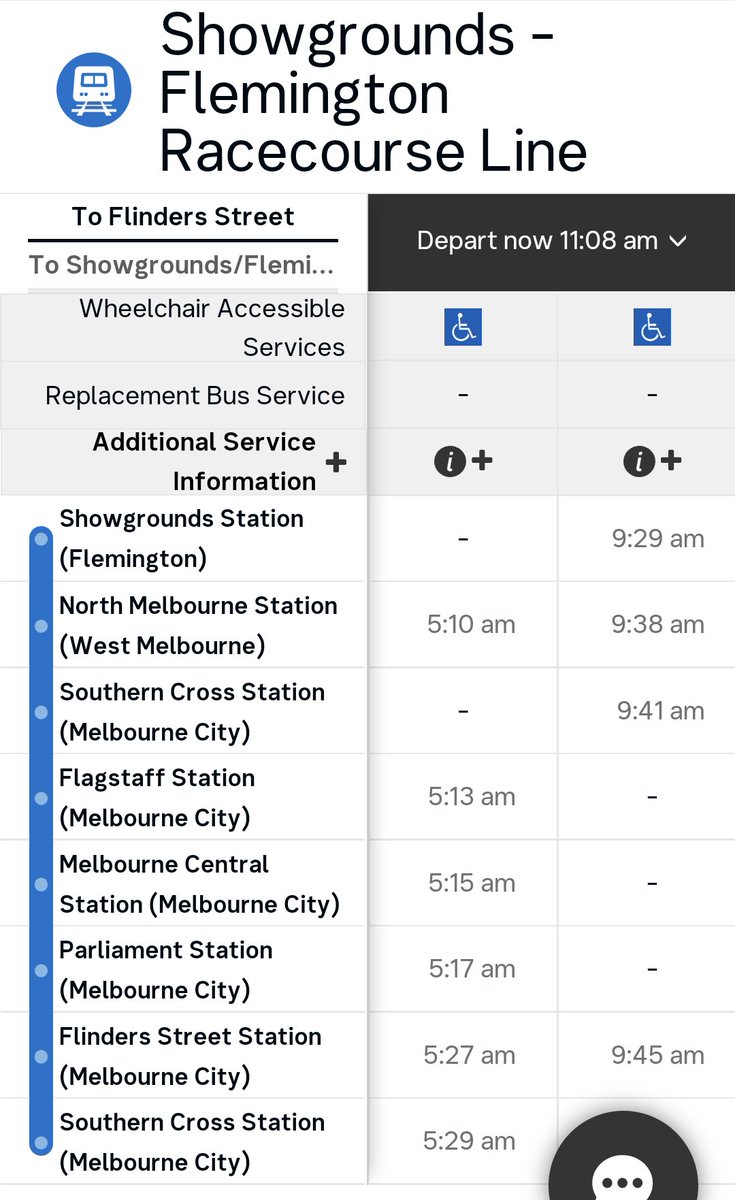 Showgrounds -
Flemington
Racecourse Line
To Flinders Street
To Showgrounds/Flemi...
Depart now 11:08 am
Wheelchair Accessible
Services
Replacement Bus Service - -
Additional Service
Information + i + i +
Showgrounds Station
(Flemington) - 9:29 am
North Melbourne Station
(West Melbourne) 5:10 am 9:38 am
Southern Cross Station
(Melbourne City) - 9:41 am
Flagstaff Station
(Melbourne City) 5:13 am -
Melbourne Central
Station (Melbourne City) 5:15 am -
Parliament Station
(Melbourne City) 5:17 am -
Flinders Street Station
(Melbourne City) 5:27 am 9:45 am
Southern Cross Station
(Melbourne City) 5:29 am